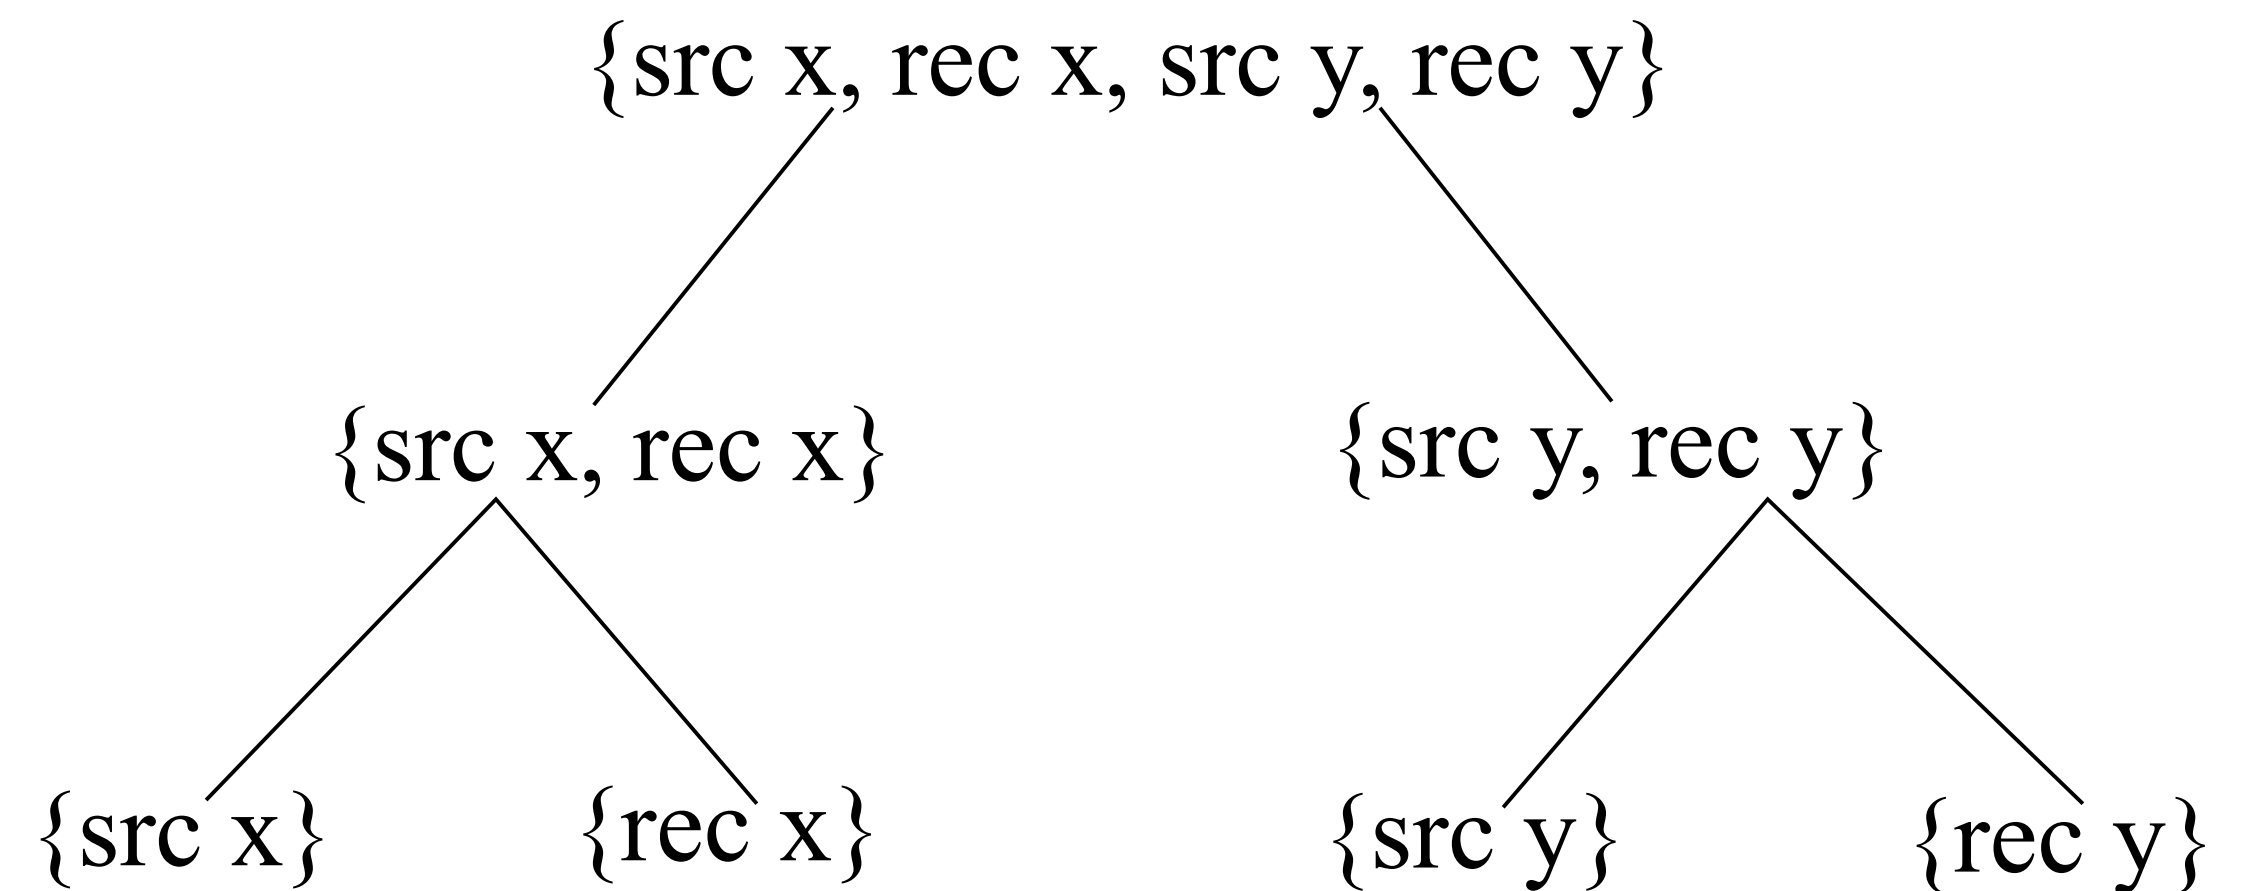 {src x, rec x, src y, rec y}
{src x, rec x}
{src y, rec y}
{src x}
{rec x}
{src y}
{rec y}